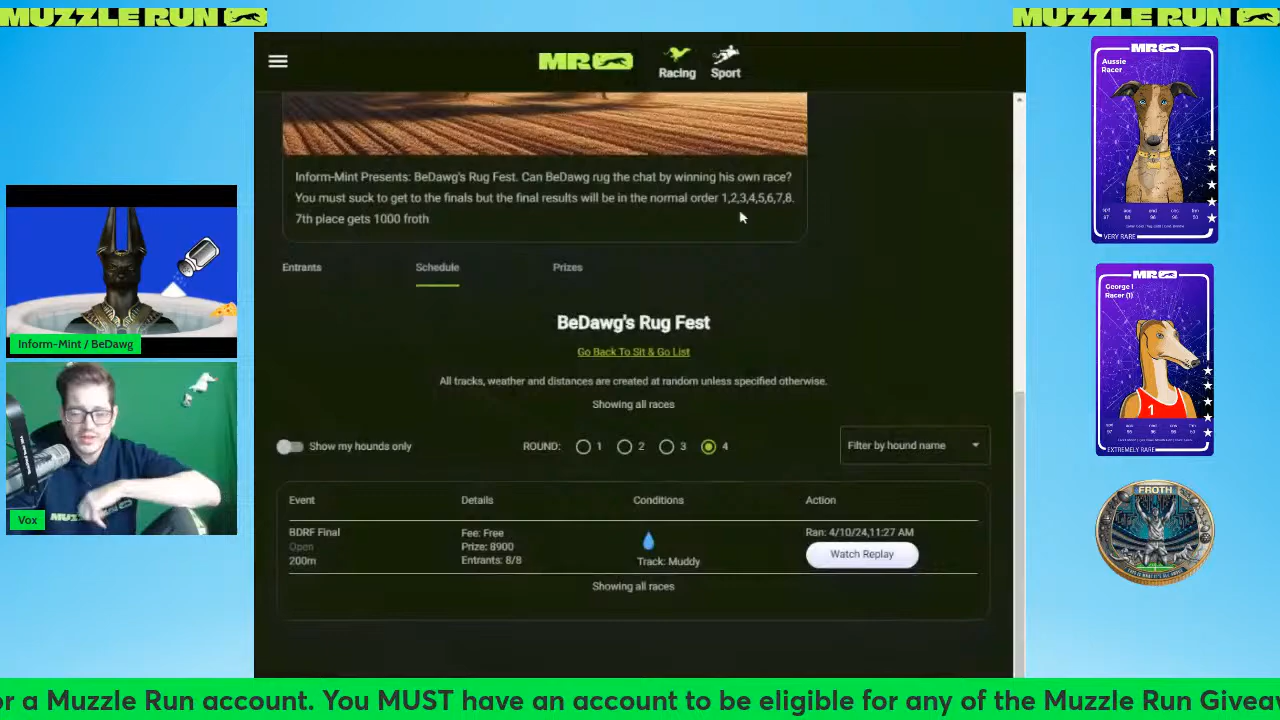 MUZZLE RUN
MUZZLE RUN
MR
Racing
Sport
Inform-Mint Presents: BeDawg's Rug Fest. Can BeDawg rug the chat by winning his own race?
You must suck to get to the finals but the final results will be in the normal order 1,2,3,4,5,6,7,8.
7th place gets 1000 froth
Entrants Schedule Prizes
BeDawg's Rug Fest
Go Back To Sit & Go List
All tracks, weather and distances are created at random unless specified otherwise.
Showing all races
Show my hounds only
ROUND: 1 2 3 4
Filter by hound name
Event Details Conditions Action
BDRF Final
Open
200m
Fee: Free
Prize: 8900
Entrants: 8/8
Track: Muddy
Ran: 4/10/24,11:27 AM
Watch Replay
Showing all races
Inform-Mint / BeDawg
Vox
MR
Aussie
Racer
VERY RARE
MR
George I
Racer (1)
1
EXTREMELY RARE
FROTH
or a Muzzle Run account. You MUST have an account to be eligible for any of the Muzzle Run Giveaw